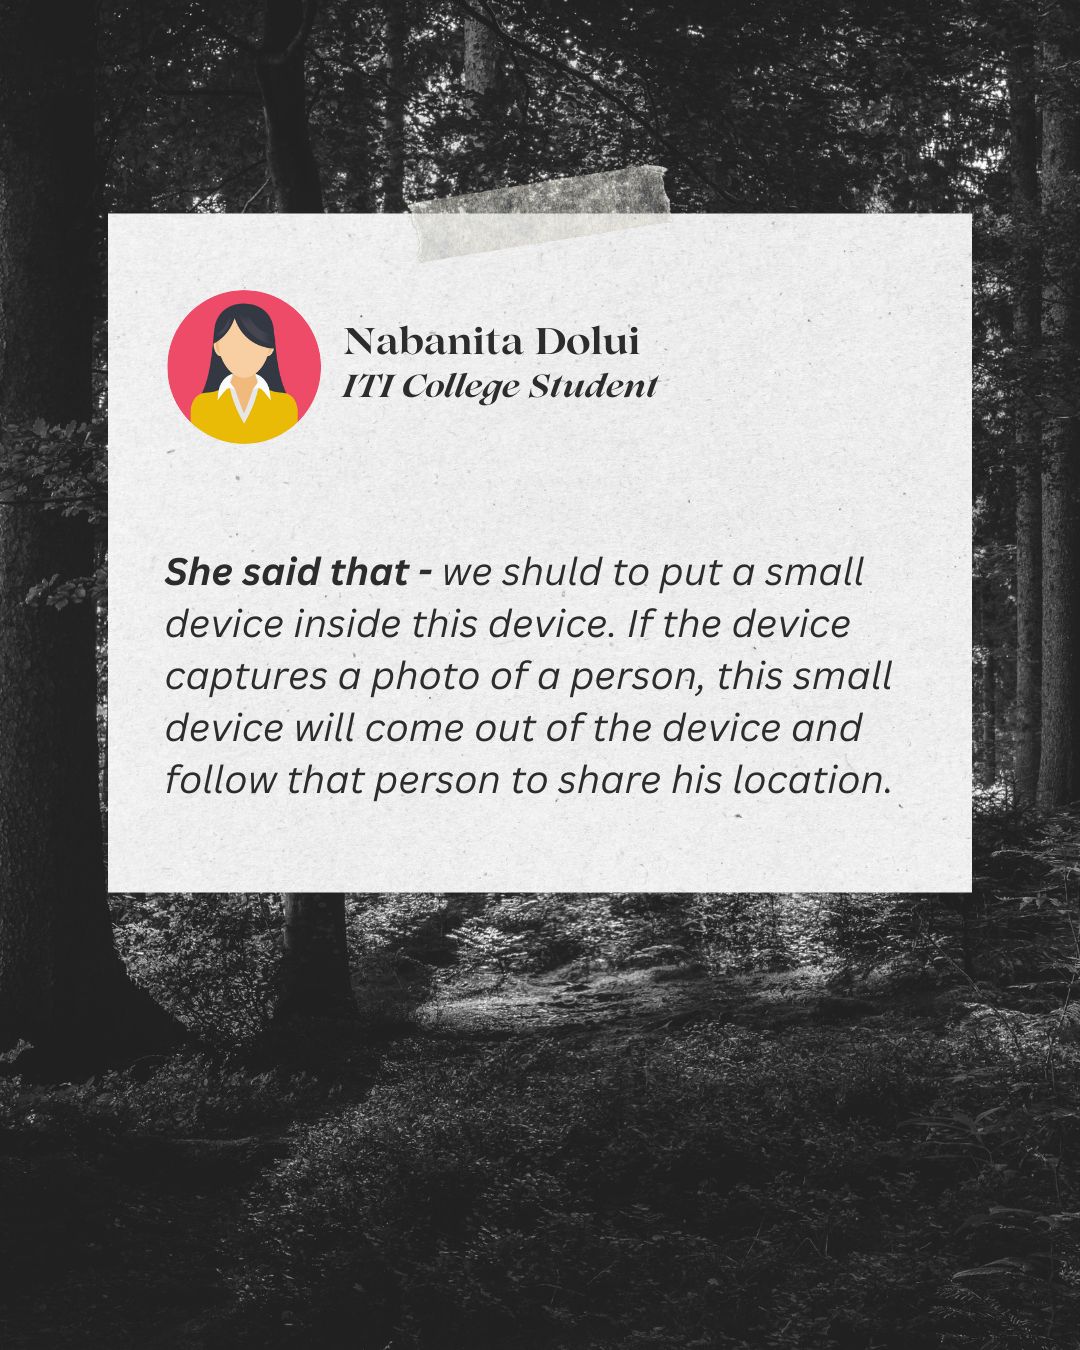 Nabanita Dolui
ITI College Student
She said that - we shuld to put a small
device inside this device. If the device
captures a photo of a person, this small
device will come out of the device and
follow that person to share his location.